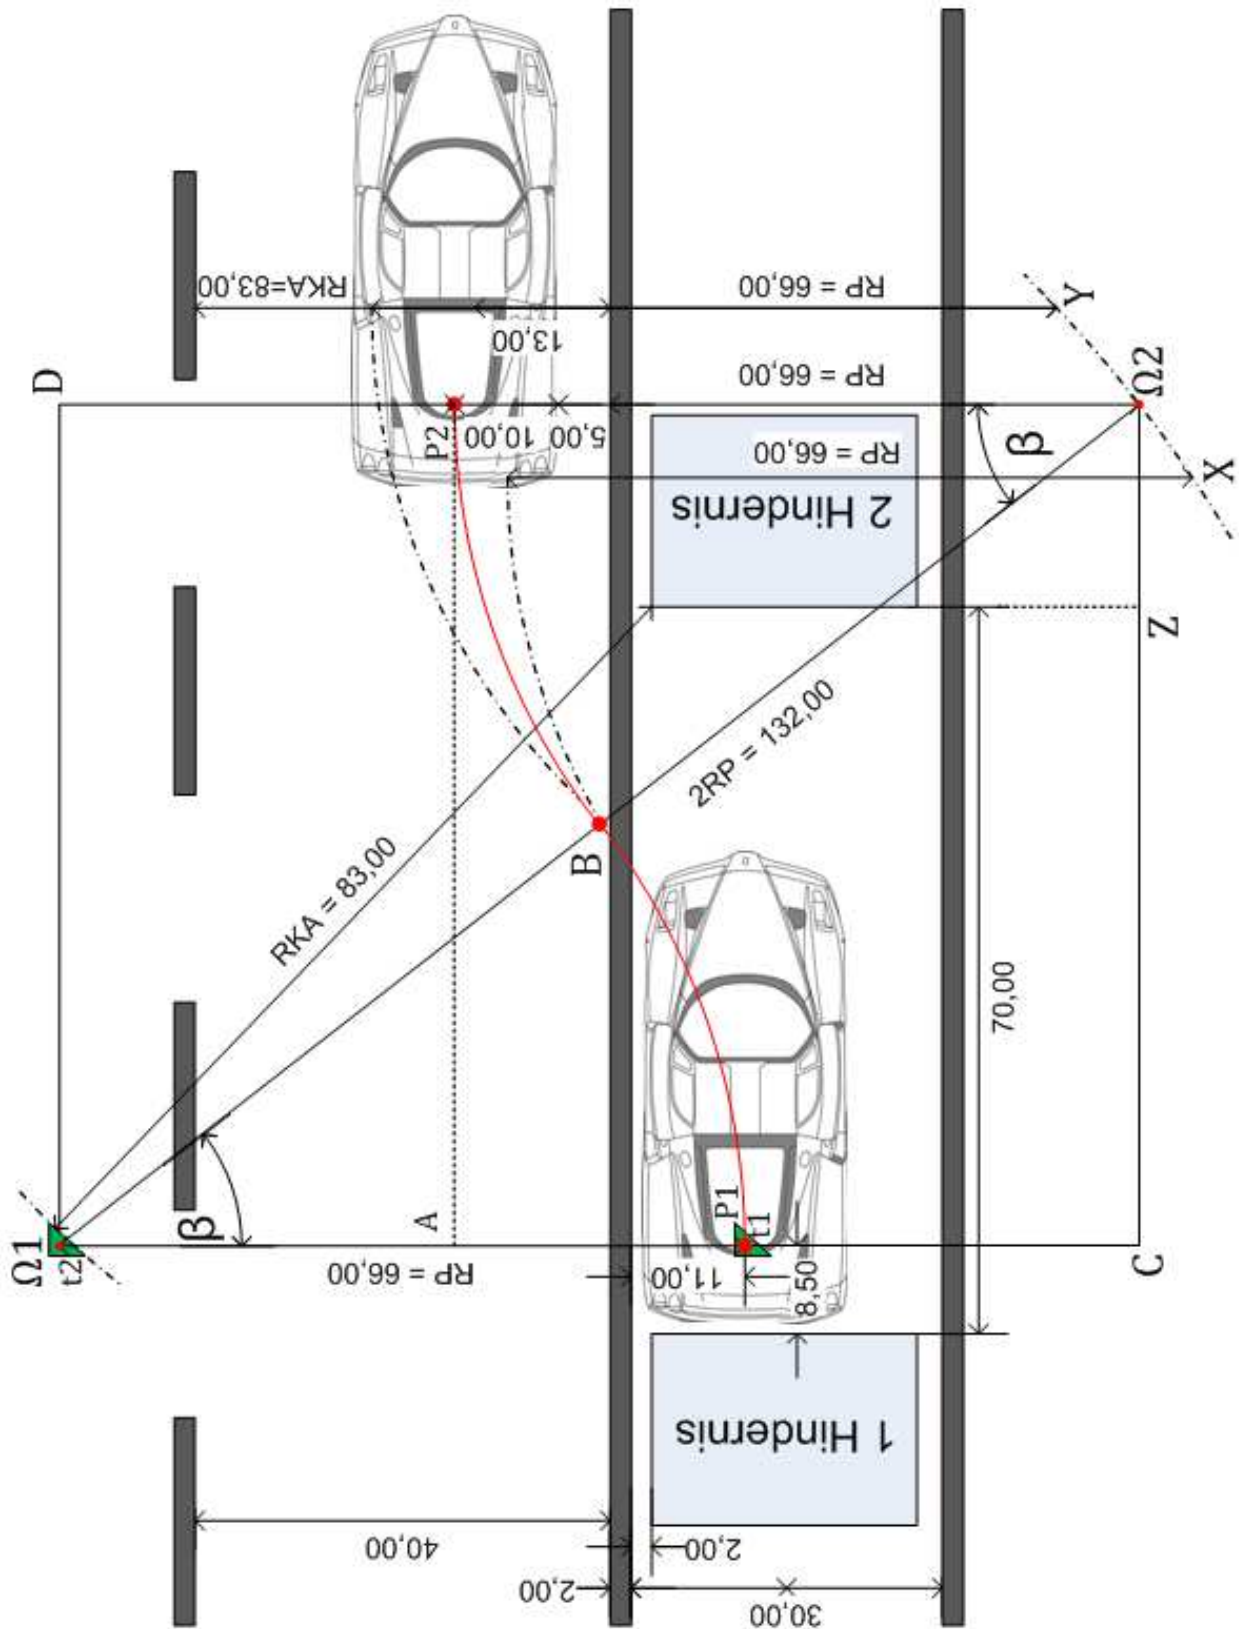 Ω1
t2
D
RKA=83,00
RP = 66,00
RP = 66,00
RP = 66,00
RP = 66,00
β
A
P2
10,00
5,00
13,00
RKA = 83,00
B
2RP = 132,00
2 Hindernis
β
Ω2
X
Y
Z
C
P1
t1
11,00
8,50
70,00
1 Hindernis
40,00
2,00
2,00
30,00